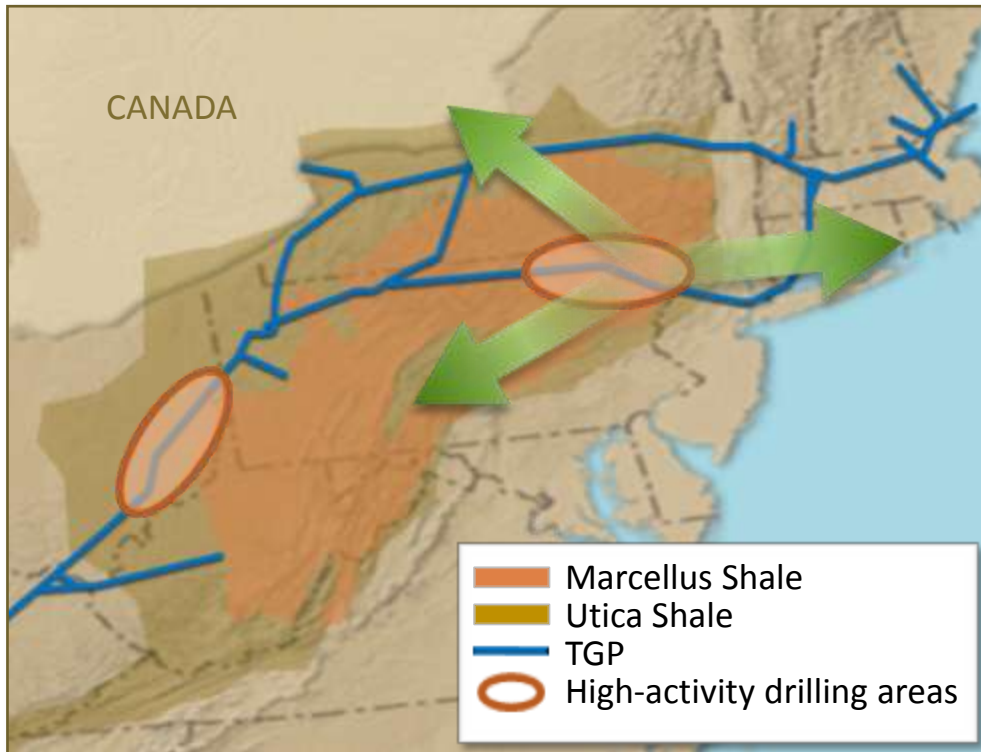 CANADA
Marcellus Shale
Utica Shale
TGP
High-activity drilling areas